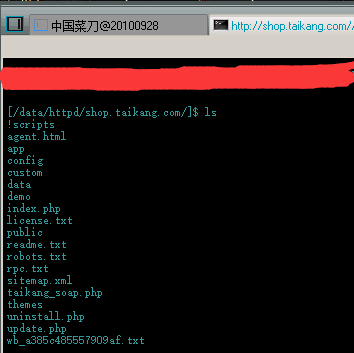 中国菜刀@20100928
http://shop.taikang.com/
[/data/httpd/shop.taikang.com/]$ ls
!scripts
agent.html
app
config
custom
data
demo
index.php
license.txt
public
readme.txt
robots.txt
rpc.txt
sitemap.xml
taikang_soap.php
themes
uninstall.php
update.php
wb_a385c485557909af.txt